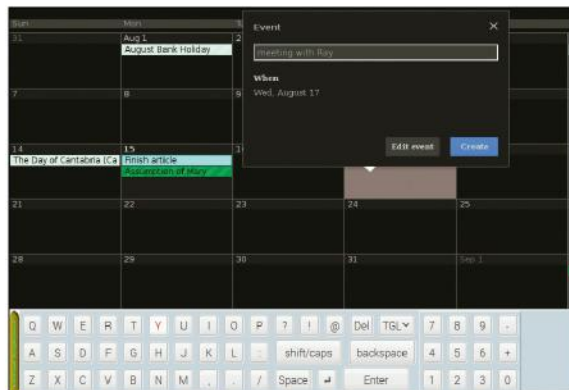 Sun Mon
31 Aug 1 2
August Bank Holiday
Event ×
meeting with Ray
When
Wed, August 17
Edit event Create
7 8 9
14 15
The Day of Cantabria (Ca Finish article
Assumption of Mary
21 22 23 24 25
28 29 30 31 Sep 1
Q W E R T Y U I O P ? ! @ Del TGL 7 8 9 -
A S D F G H J K L : shift/caps backspace 4 5 6 +
Z X C V B N M , . / Space ↵ Enter 1 2 3 0